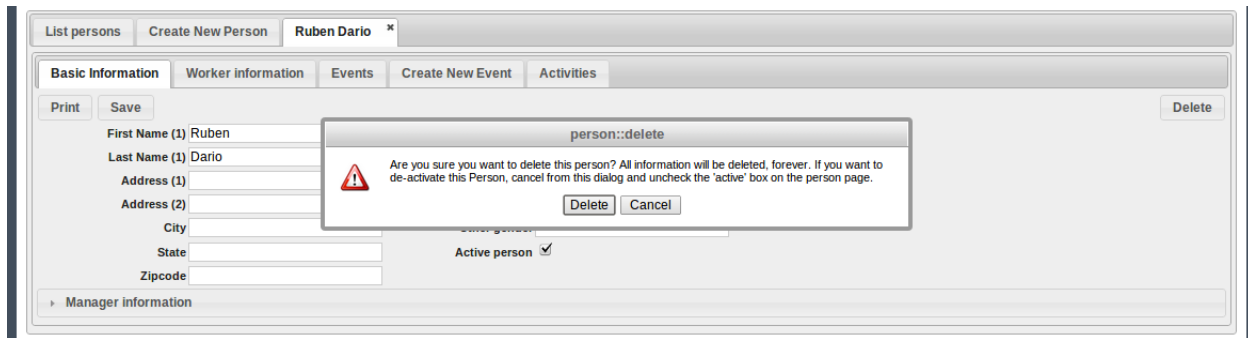 List persons Create New Person Ruben Dario ✖
Basic Information Worker information Events Create New Event Activities
Print Save Delete
First Name (1) Ruben
person::delete
Last Name (1) Dario
Are you sure you want to delete this person? All information will be deleted, forever. If you want to
de-activate this Person, cancel from this dialog and uncheck the 'active' box on the person page.
Address (1)
Address (2)
Delete Cancel
City
State Active person
Zipcode
Manager information